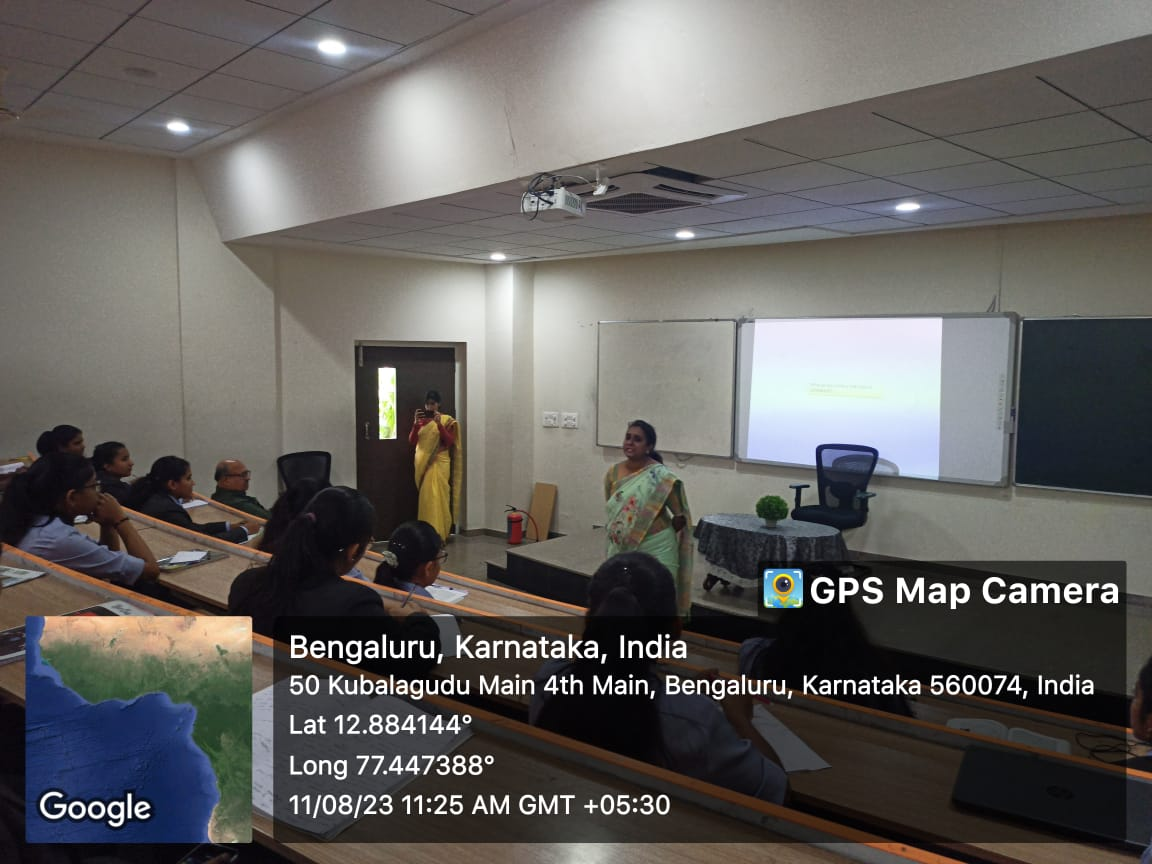 GPS Map Camera
Bengaluru, Karnataka, India
50 Kubalagudu Main 4th Main, Bengaluru, Karnataka 560074, India
Lat 12.884144°
Long 77.447388°
11/08/23 11:25 AM GMT +05:30
Google